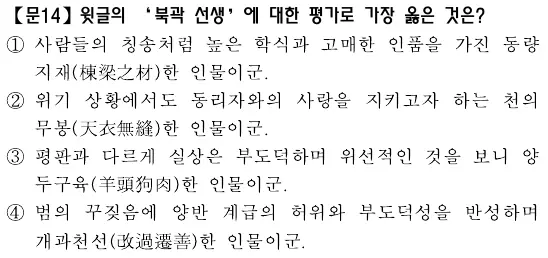 【문14】 윗글의 '북곽 선생'에 대한 평가로 가장 옳은 것은?
① 사람들의 칭송처럼 높은 학식과 고매한 인품을 가진 동량
지재(棟梁之材)한 인물이군.
② 위기 상황에서도 동리자와의 사랑을 지키고자 하는 천의
무봉(天衣無縫)한 인물이군.
③ 평판과 다르게 실상은 부도덕하며 위선적인 것을 보니 양
두구육(羊頭狗肉)한 인물이군.
④ 범의 꾸짖음에 양반 계급의 허위와 부도덕성을 반성하며
개과천선(改過遷善)한 인물이군.